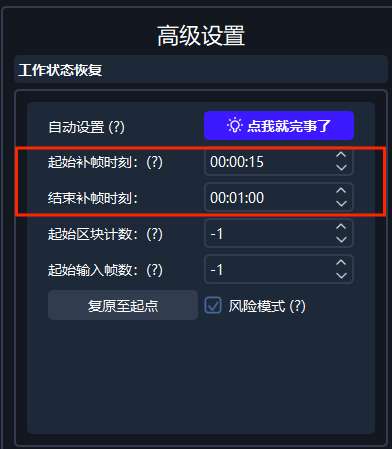 高级设置
工作状态恢复
自动设置 (?) 点我就完事了
起始补帧时刻：(?) 00:00:15
结束补帧时刻： 00:01:00
起始区块计数：(?) -1
起始输入帧数：(?) -1
复原至起点 风险模式 (?)